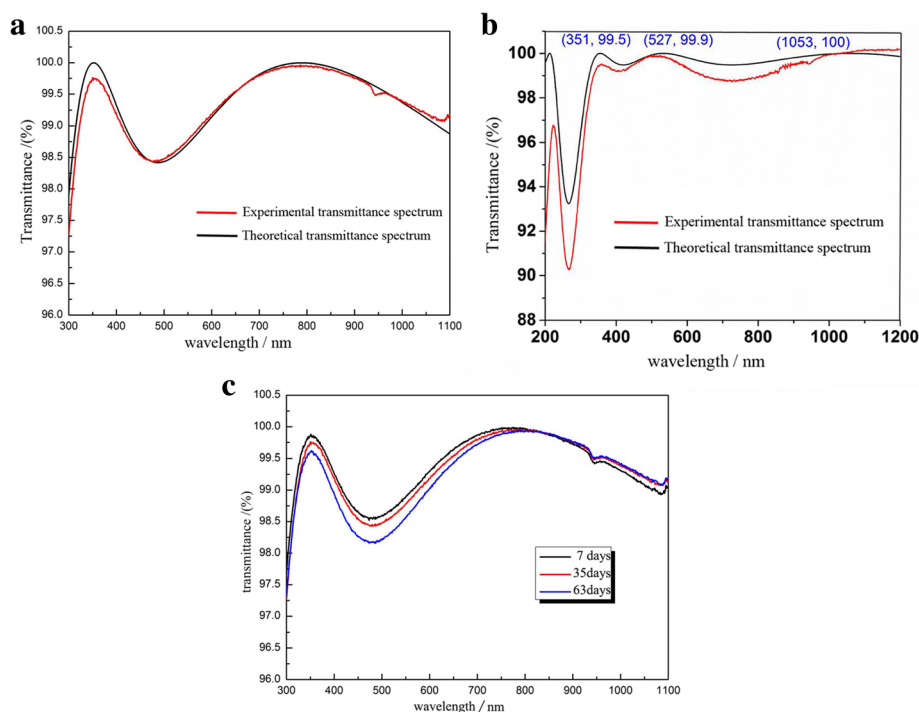 a
100.5
100.0
99.5
99.0
98.5
98.0
97.5
97.0
96.5
96.0
Transmittance /(%)
Experimental transmittance spectrum
Theoretical transmittance spectrum
300 400 500 600 700 800 900 1000 1100
wavelength / nm
b
(351, 99.5) (527, 99.9) (1053, 100)
100
99
96
94
92
90
88
Transmittance /(%)
Experimental transmittance spectrum
Theoretical transmittance spectrum
200 400 600 800 1000 1200
wavelength / nm
c
100.5
100.0
99.5
99.0
98.5
98.0
97.5
97.0
96.5
96.0
transmittance /(%)
7 days
35days
63days
300 400 500 600 700 800 900 1000 1100
wavelength / nm